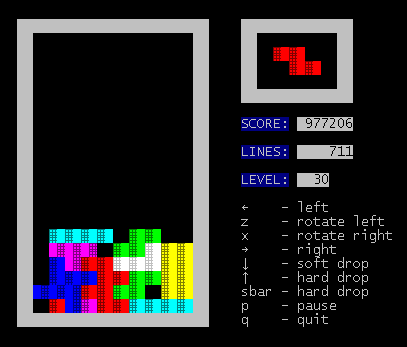 SCORE: 977206
LINES: 711
LEVEL: 30
← - left
z - rotate left
x - rotate right
→ - right
↓ - soft drop
↑ - hard drop
sbar - hard drop
p - pause
q - quit